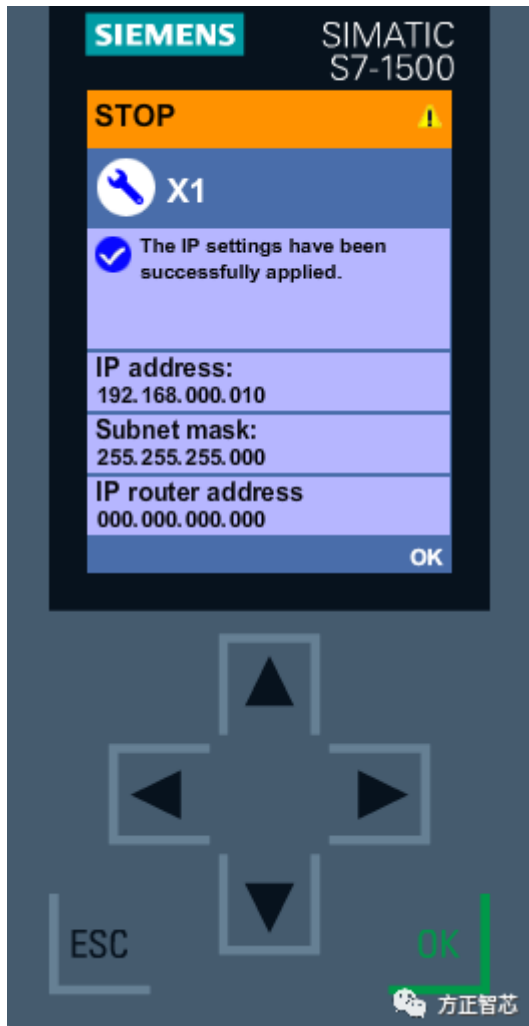 SIEMENS
SIMATIC
S7-1500
STOP
X1
The IP settings have been
successfully applied.
IP address:
192.168.000.010
Subnet mask:
255.255.255.000
IP router address
000.000.000.000
OK
ESC
OK
方正智芯